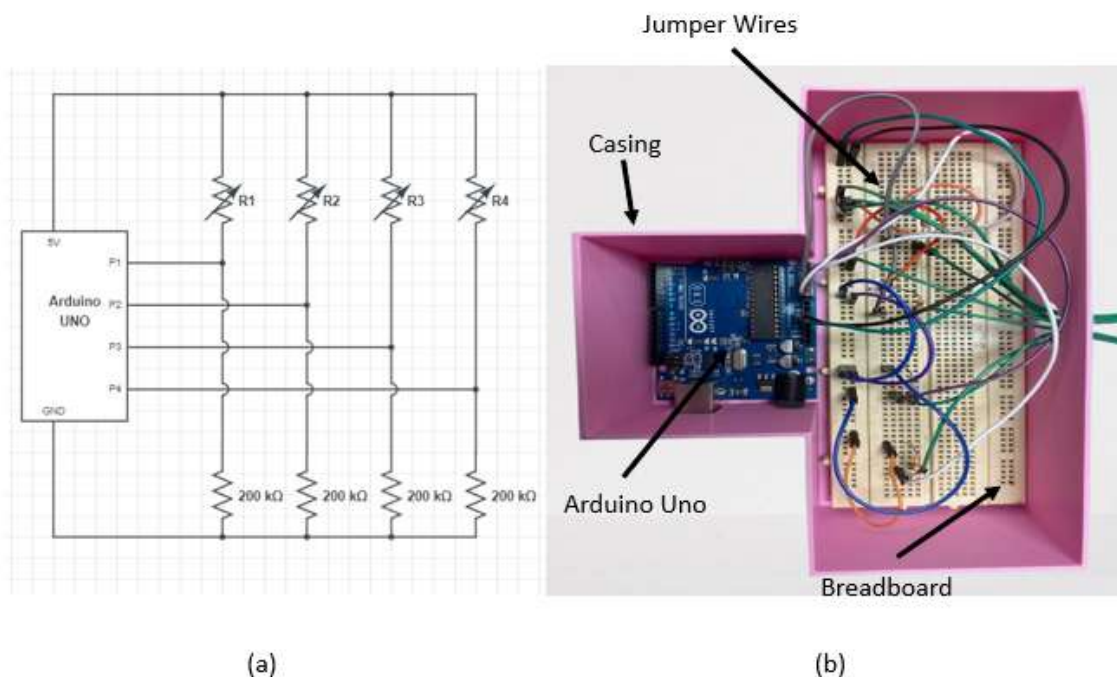 Jumper Wires
Casing
R1
R2
R3
R4
5V
P1
Arduino
UNO
P2
P3
P4
GND
200 kΩ
200 kΩ
200 kΩ
200 kΩ
Arduino Uno
Breadboard
(a)
(b)